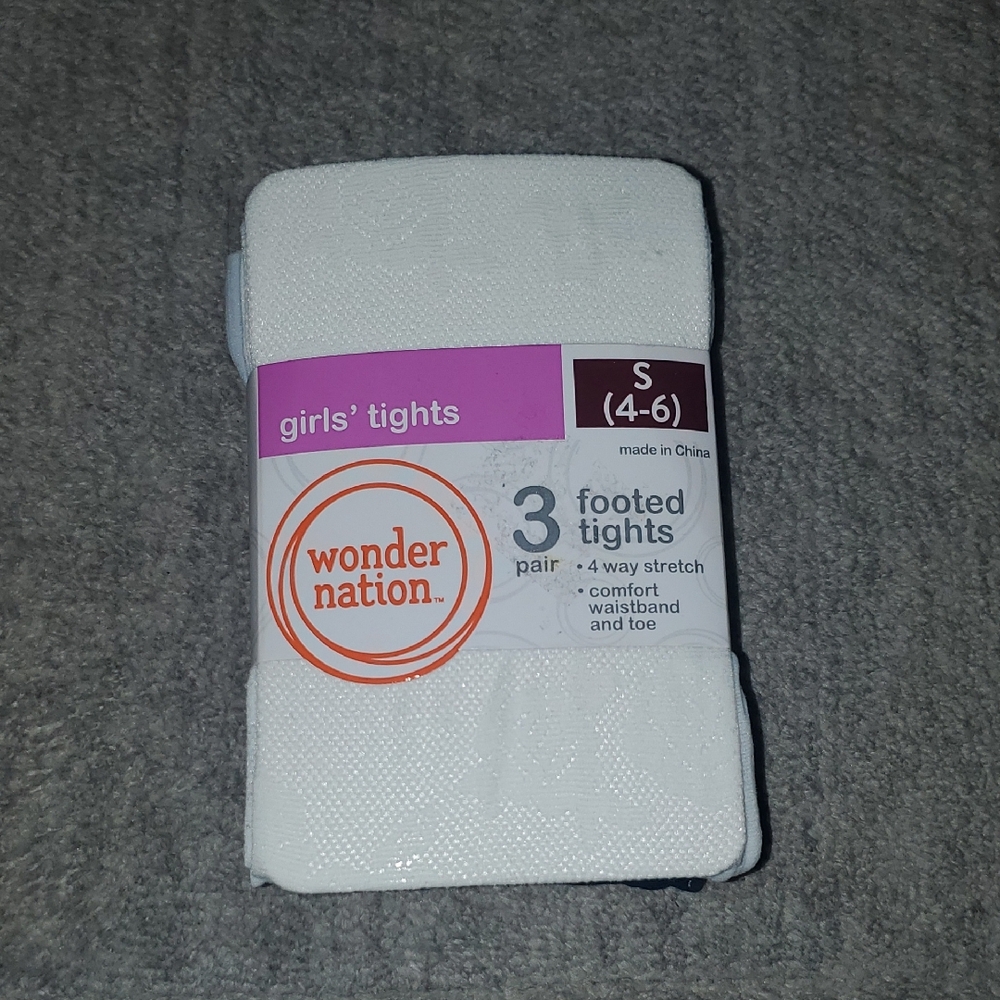 girls' tights
S
(4-6)
made in China
wonder
nation™
3
pair
footed
tights
• 4 way stretch
• comfort
waistband
and toe